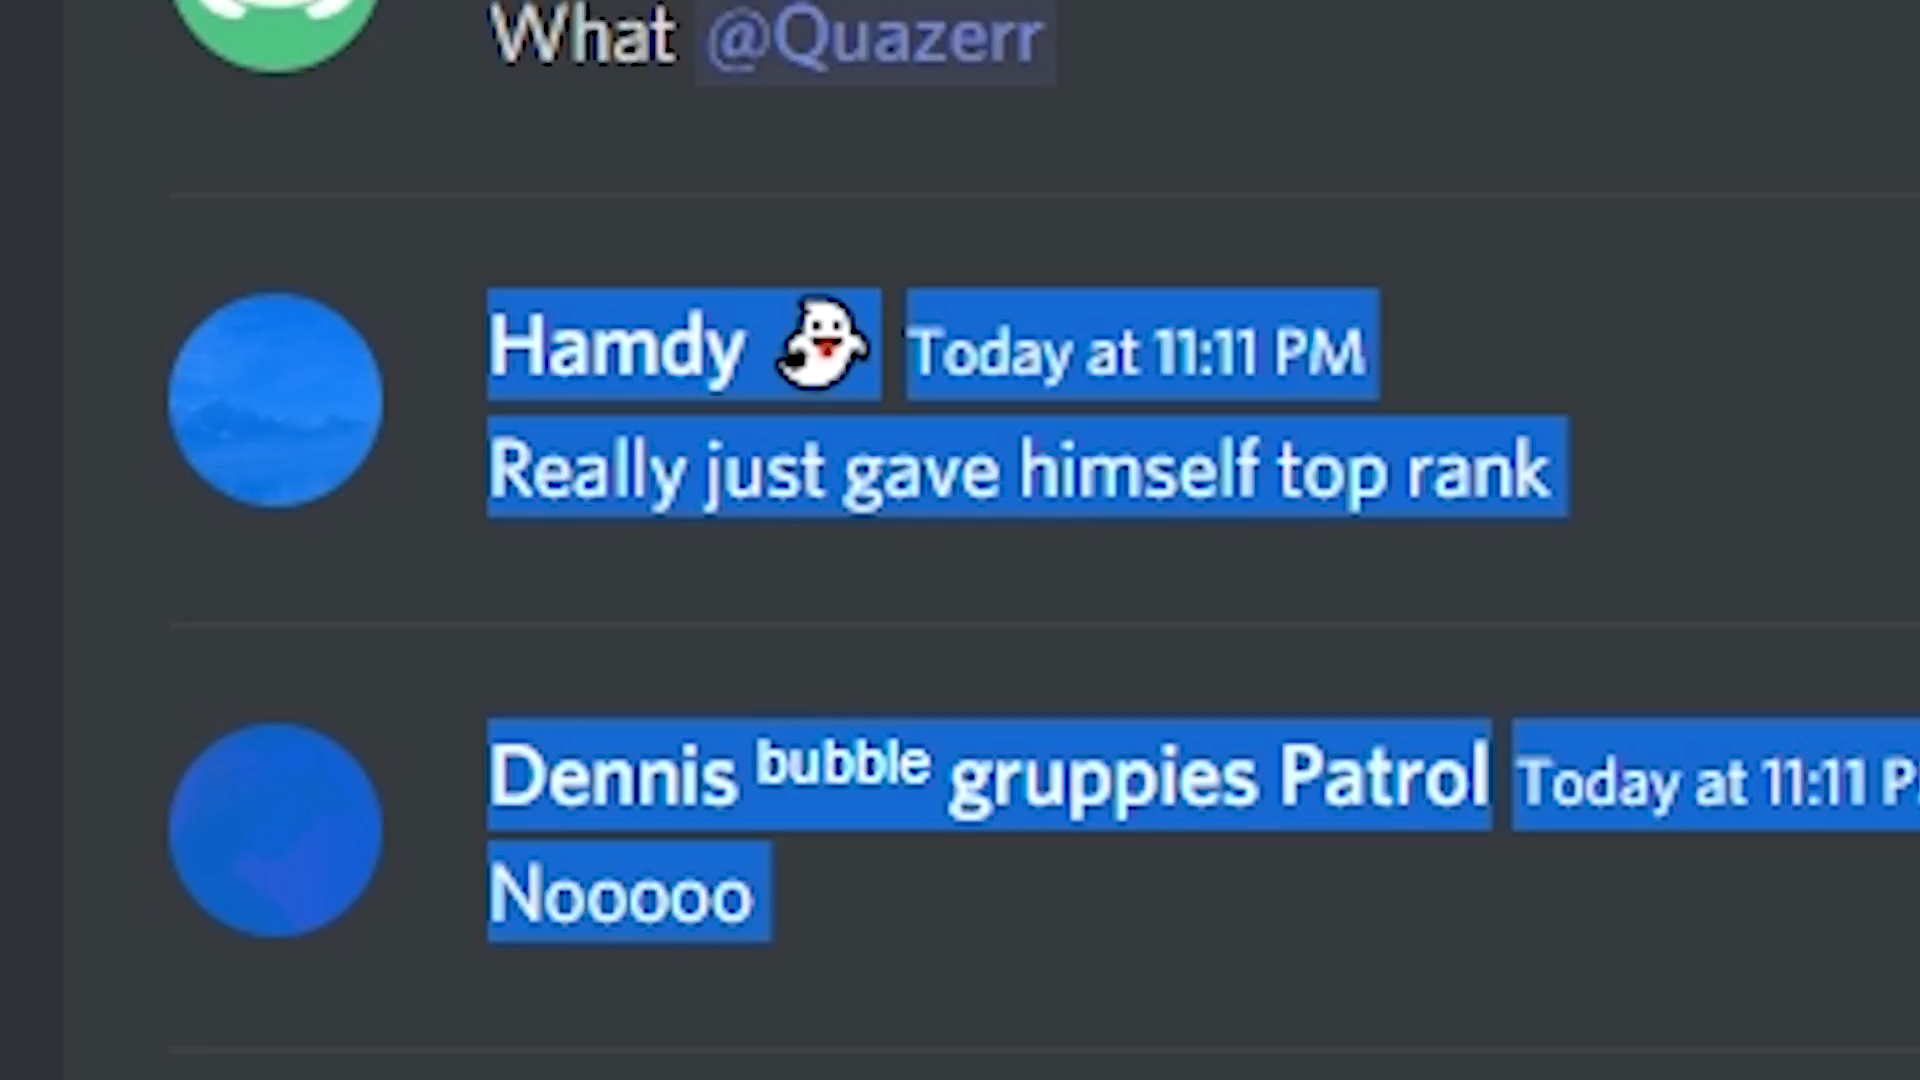 What @Quazerr
Hamdy 👻 Today at 11:11 PM
Really just gave himself top rank
Dennis ᵇᵘᵇᵇˡᵉ gruppies Patrol Today at 11:11 P
Nooooo